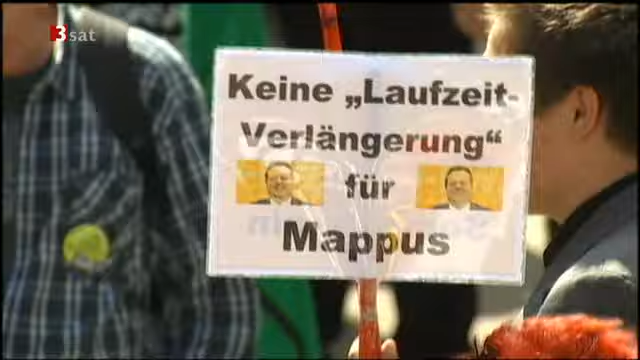 3sat
Keine „Laufzeit-
Verlängerung“
für
Mappus